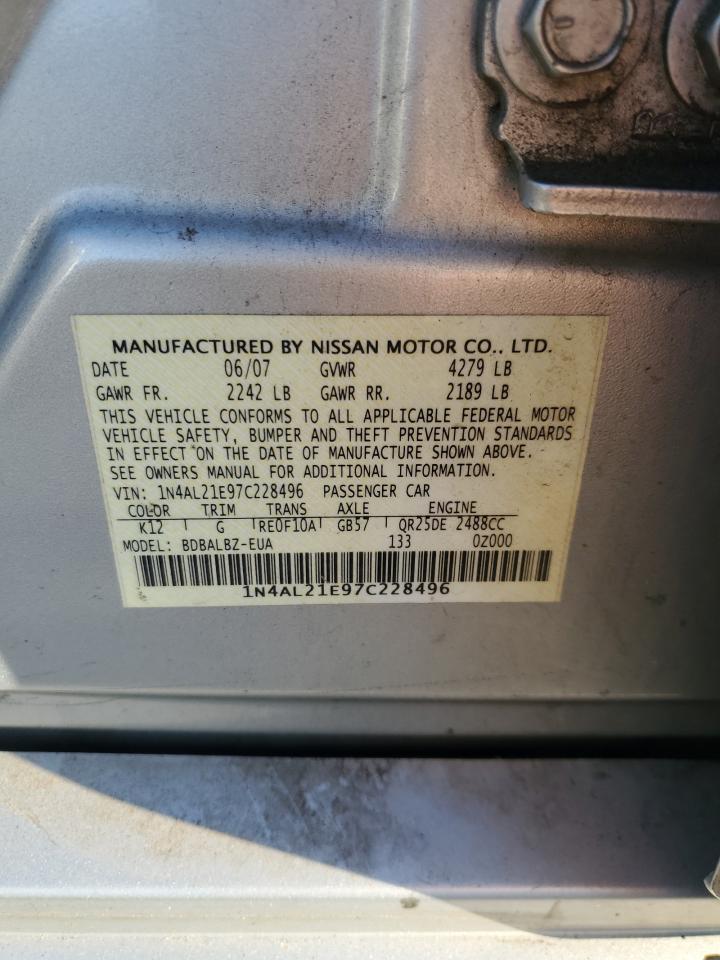 MANUFACTURED BY NISSAN MOTOR CO., LTD.
DATE 06/07 GVWR 4279 LB
GAWR FR. 2242 LB GAWR RR. 2189 LB
THIS VEHICLE CONFORMS TO ALL APPLICABLE FEDERAL MOTOR
VEHICLE SAFETY, BUMPER AND THEFT PREVENTION STANDARDS
IN EFFECT ON THE DATE OF MANUFACTURE SHOWN ABOVE.
SEE OWNERS MANUAL FOR ADDITIONAL INFORMATION.
VIN: 1N4AL21E97C228496 PASSENGER CAR
COLOR TRIM TRANS AXLE ENGINE
K12 G RE0F10A GB57 QR25DE 2488CC
MODEL: BDBALBZ-EUA 133 0Z000
1N4AL21E97C228496